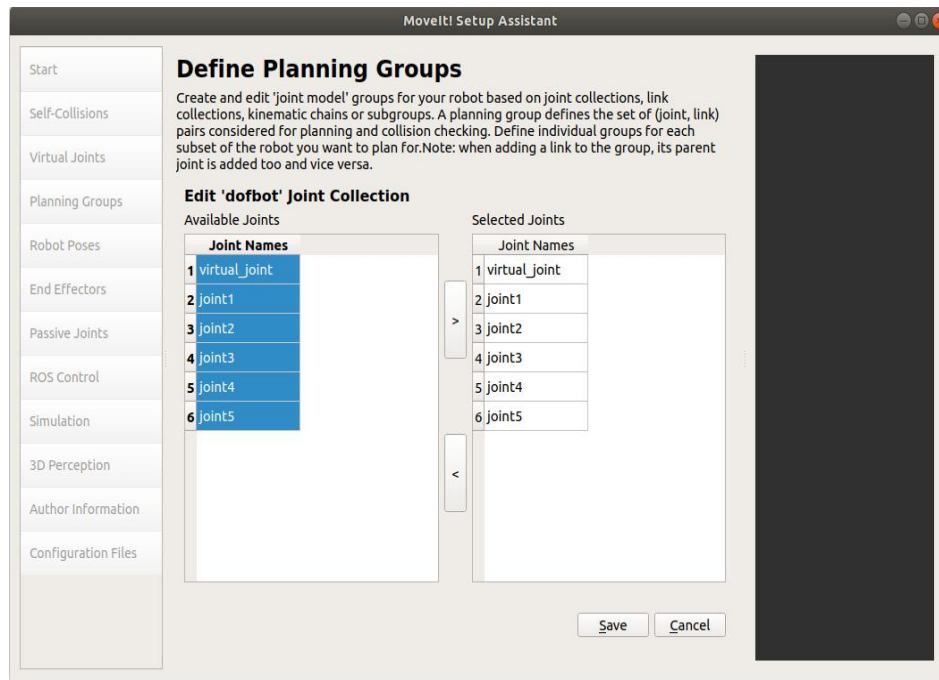 MoveIt! Setup Assistant
Start
Self-Collisions
Virtual Joints
Planning Groups
Robot Poses
End Effectors
Passive Joints
ROS Control
Simulation
3D Perception
Author Information
Configuration Files
Define Planning Groups
Create and edit 'joint model' groups for your robot based on joint collections, link
collections, kinematic chains or subgroups. A planning group defines the set of (joint, link)
pairs considered for planning and collision checking. Define individual groups for each
subset of the robot you want to plan for.Note: when adding a link to the group, its parent
joint is added too and vice versa.
Edit 'dofbot' Joint Collection
Available Joints
Joint Names
1 virtual_joint
2 joint1
3 joint2
4 joint3
5 joint4
6 joint5
>
<
Selected Joints
Joint Names
1 virtual_joint
2 joint1
3 joint2
4 joint3
5 joint4
6 joint5
Save Cancel